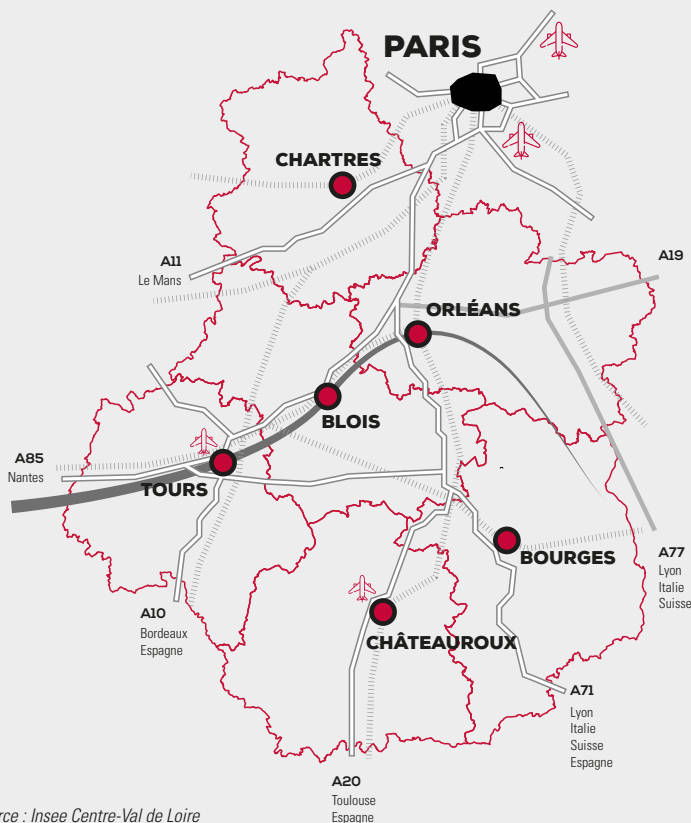 PARIS
CHARTRES
A11
Le Mans
A19
ORLÉANS
BLOIS
A85
Nantes
TOURS
BOURGES
A77
Lyon
Italie
Suisse
A10
Bordeaux
Espagne
CHÂTEAUROUX
A71
Lyon
Italie
Suisse
Espagne
A20
Toulouse
Espagne
rce : Insee Centre-Val de Loire